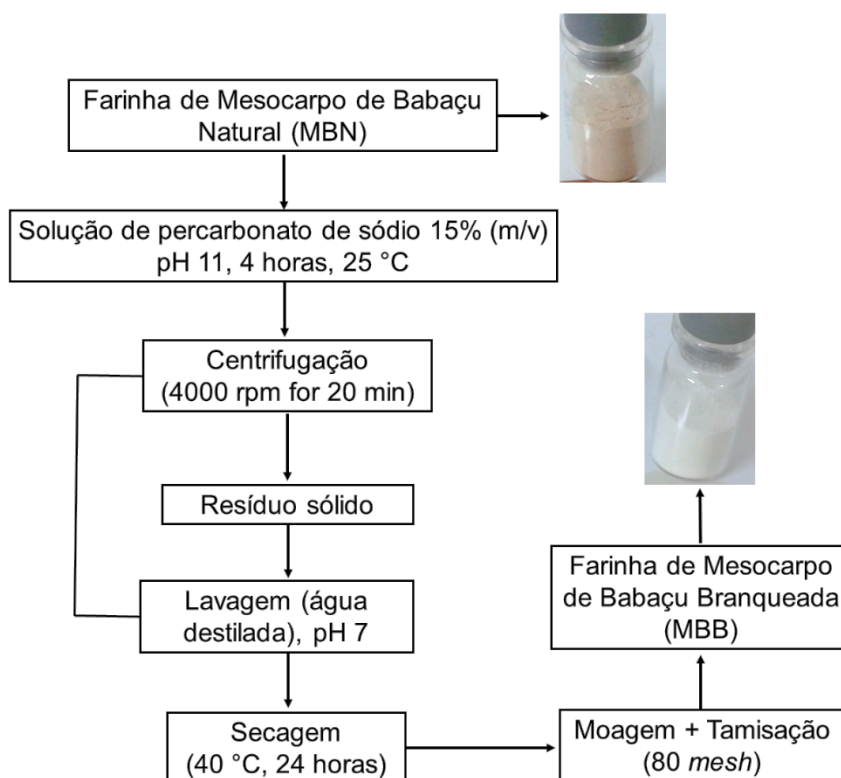 Farinha de Mesocarpo de Babaçu
Natural (MBN)
Solução de percarbonato de sódio 15% (m/v)
pH 11, 4 horas, 25 °C
Centrifugação
(4000 rpm for 20 min)
Resíduo sólido
Lavagem (água
destilada), pH 7
Secagem
(40 °C, 24 horas)
Moagem + Tamisação
(80 mesh)
Farinha de Mesocarpo
de Babaçu Branqueada
(MBB)